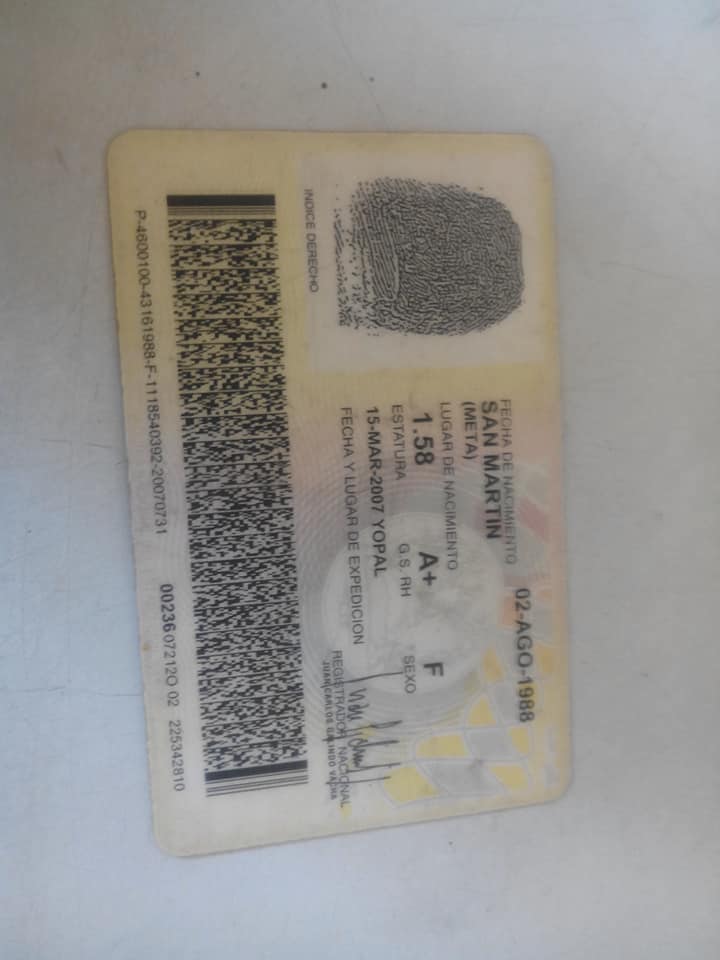 FECHA DE NACIMIENTO 02-AGO-1988
SAN MARTIN
(META)
LUGAR DE NACIMIENTO
1.58 A+ F
ESTATURA G.S. RH SEXO
15-MAR-2007 YOPAL
FECHA Y LUGAR DE EXPEDICION
REGISTRADOR NACIONAL
JUAN CARLOS GALINDO VACHA
INDICE DERECHO
P-4600100-43161988-F-1118540392-20070731 0023607212O 02 225342810